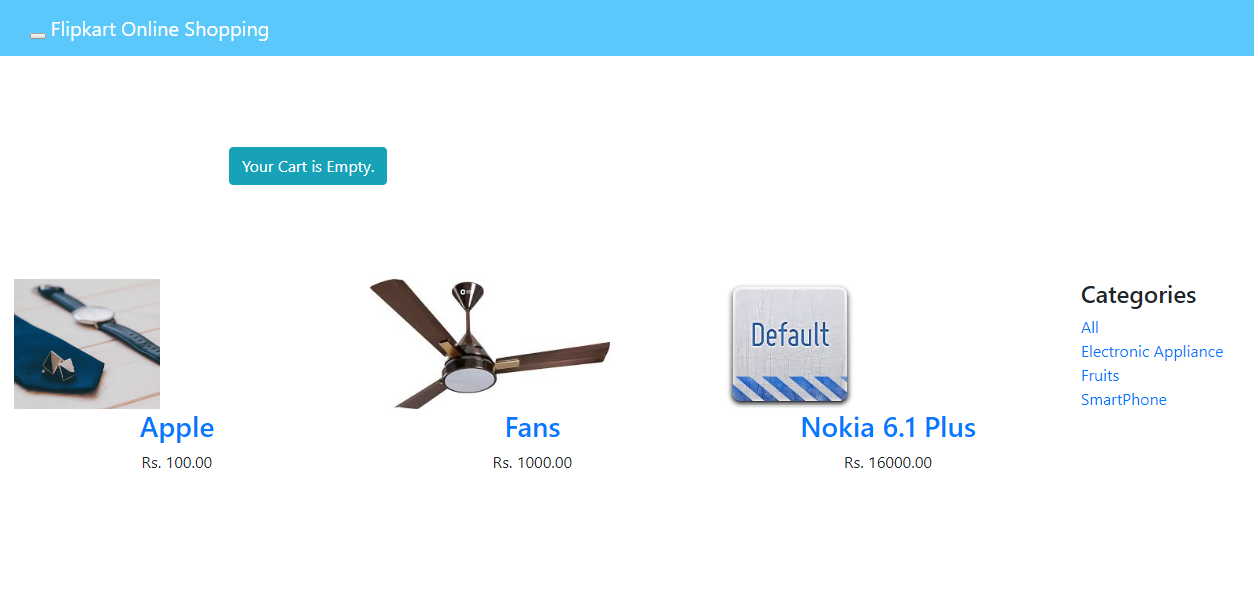 Flipkart Online Shopping
Your Cart is Empty.
Default
Apple
Rs. 100.00
Fans
Rs. 1000.00
Nokia 6.1 Plus
Rs. 16000.00
Categories
All
Electronic Appliance
Fruits
SmartPhone